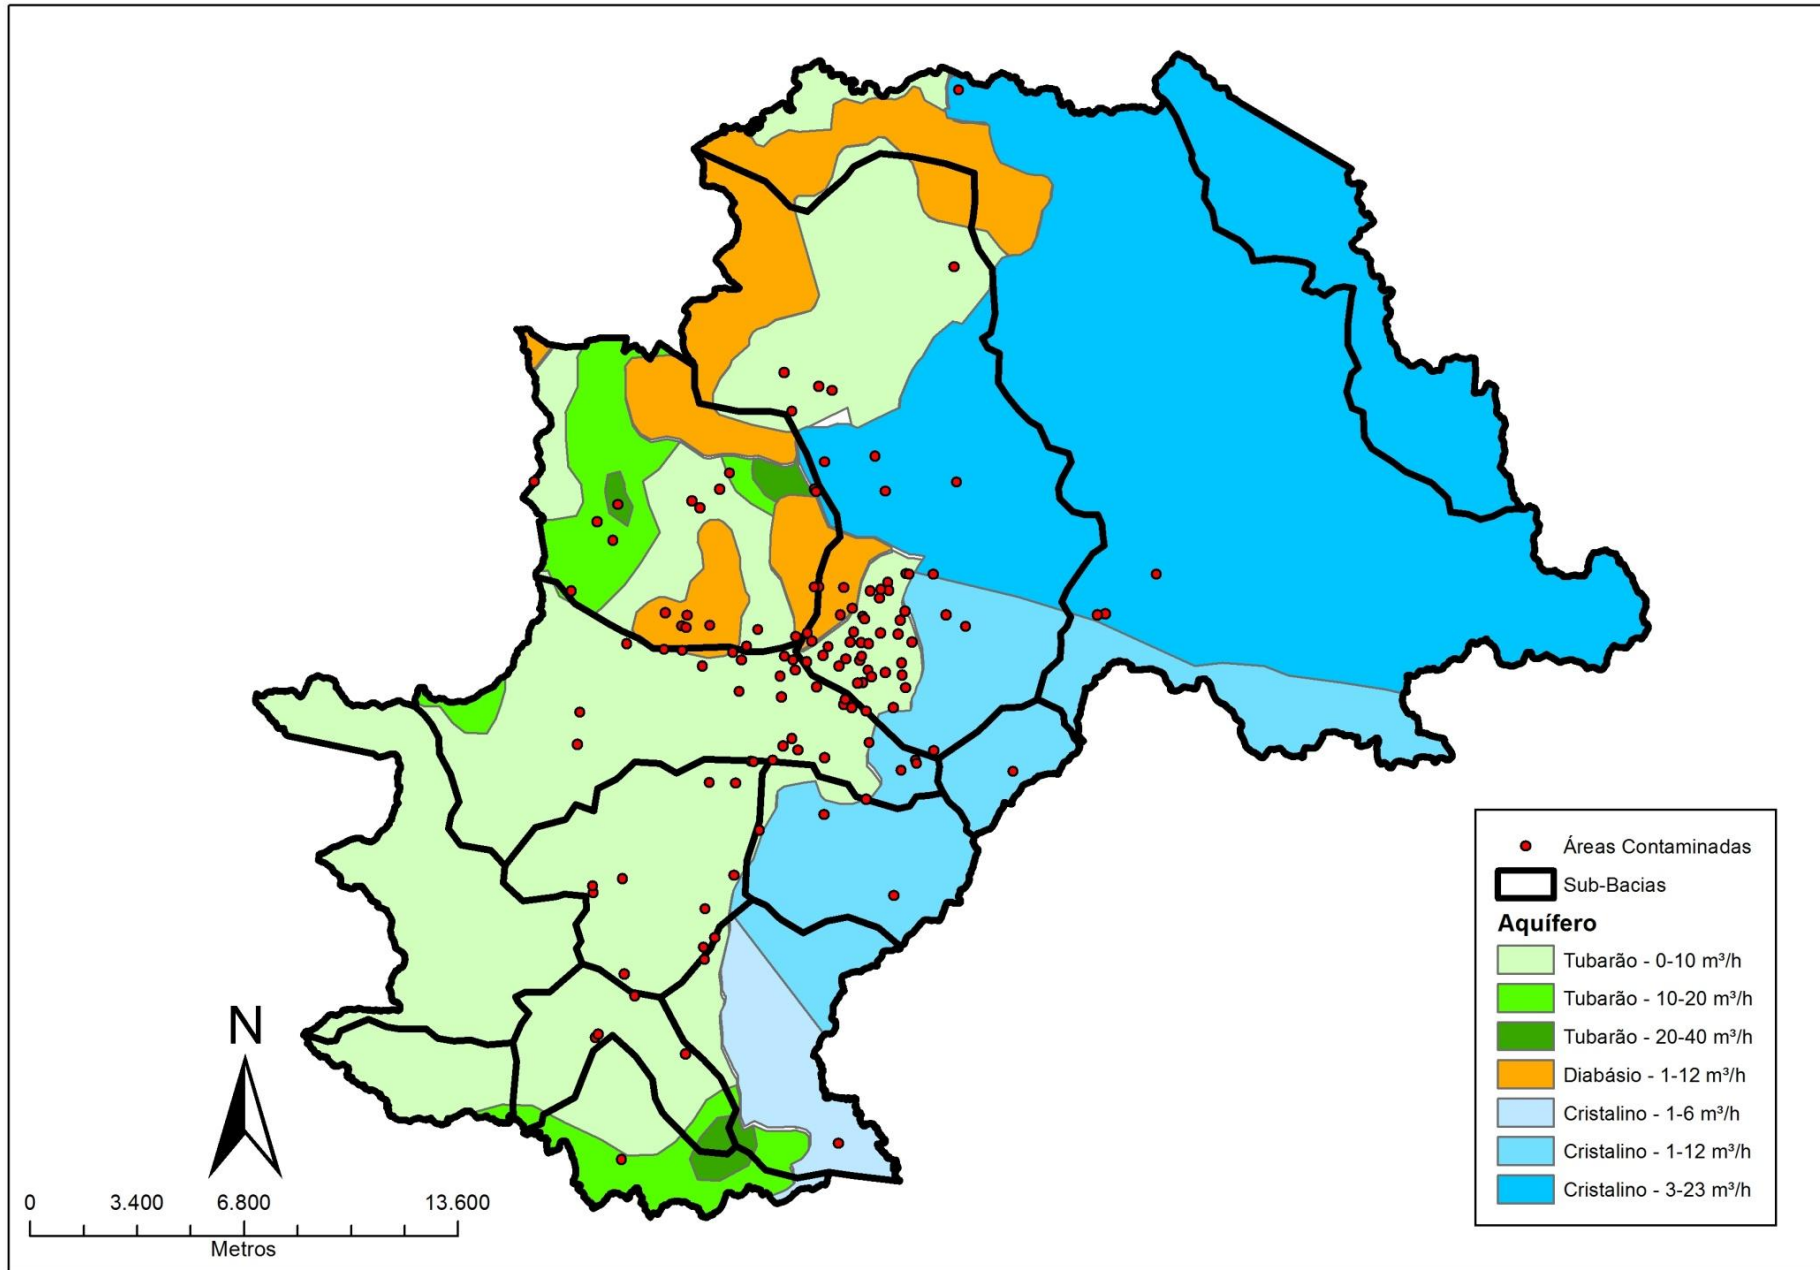 Áreas Contaminadas
Sub-Bacias
Aquífero
Tubarão - 0-10 m³/h
Tubarão - 10-20 m³/h
Tubarão - 20-40 m³/h
Diabásio - 1-12 m³/h
Cristalino - 1-6 m³/h
Cristalino - 1-12 m³/h
Cristalino - 3-23 m³/h
N
0 3.400 6.800 13.600
Metros